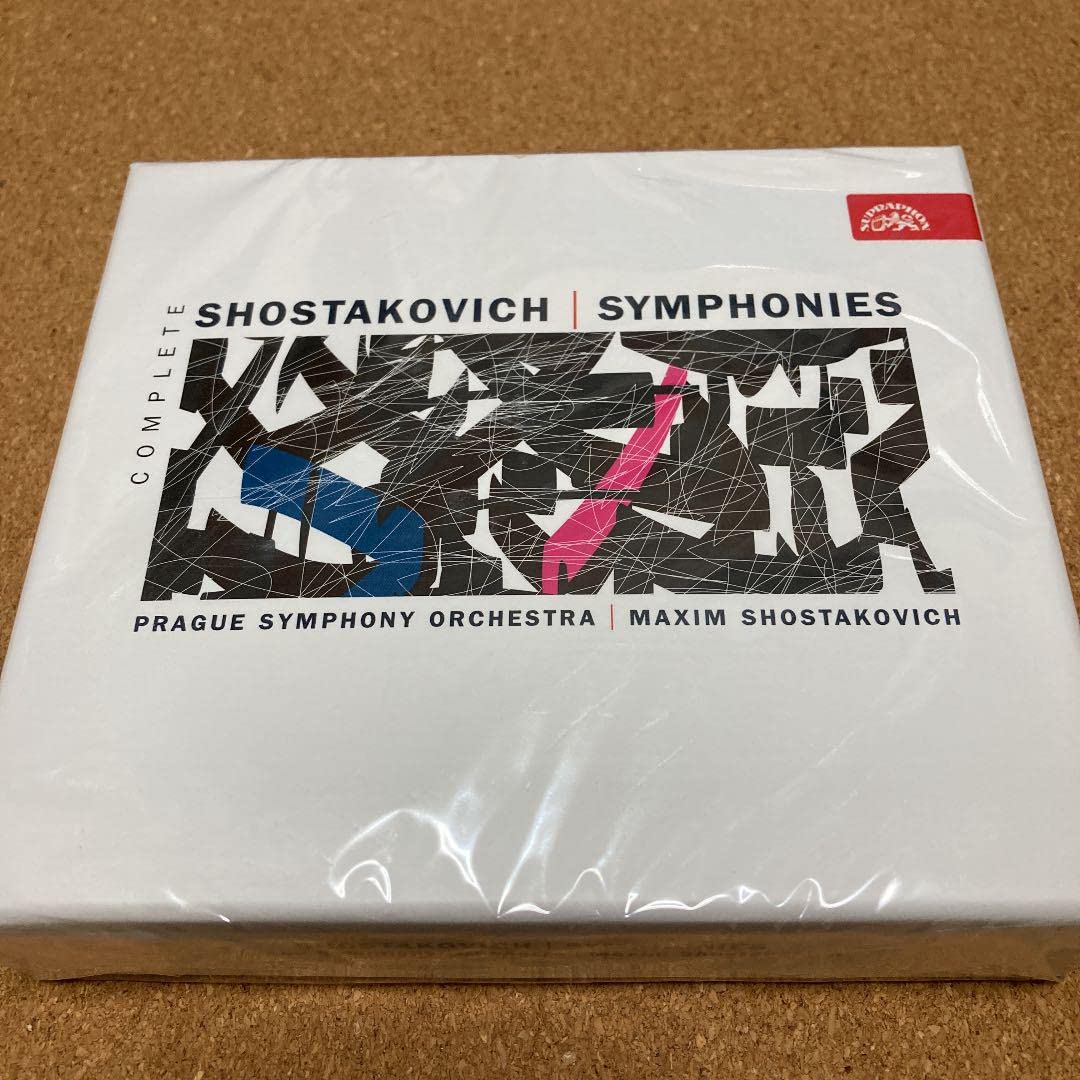 SUPRAPHON
COMPLETE
SHOSTAKOVICH | SYMPHONIES
PRAGUE SYMPHONY ORCHESTRA | MAXIM SHOSTAKOVICH